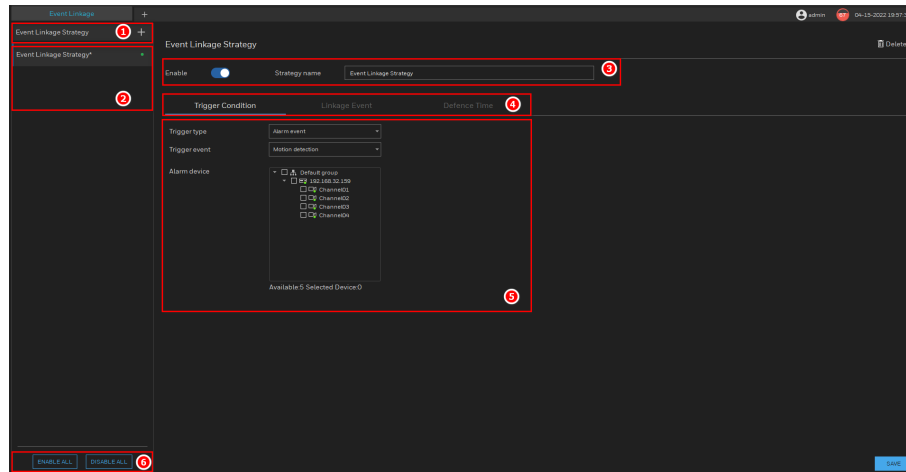 Event Linkage +
admin 67 04-15-2022 19:57:3
Event Linkage Strategy 1 +
Event Linkage Strategy*
2
Event Linkage Strategy
Delete
Enable Strategy name Event Linkage Strategy 3
Trigger Condition Linkage Event Defence Time 4
Trigger type Alarm event
Trigger event Motion detection
Alarm device Default group
192.168.32.159
Channel01
Channel02
Channel03
Channel04
Available:5 Selected Device:0
5
ENABLE ALL DISABLE ALL 6
SAVE